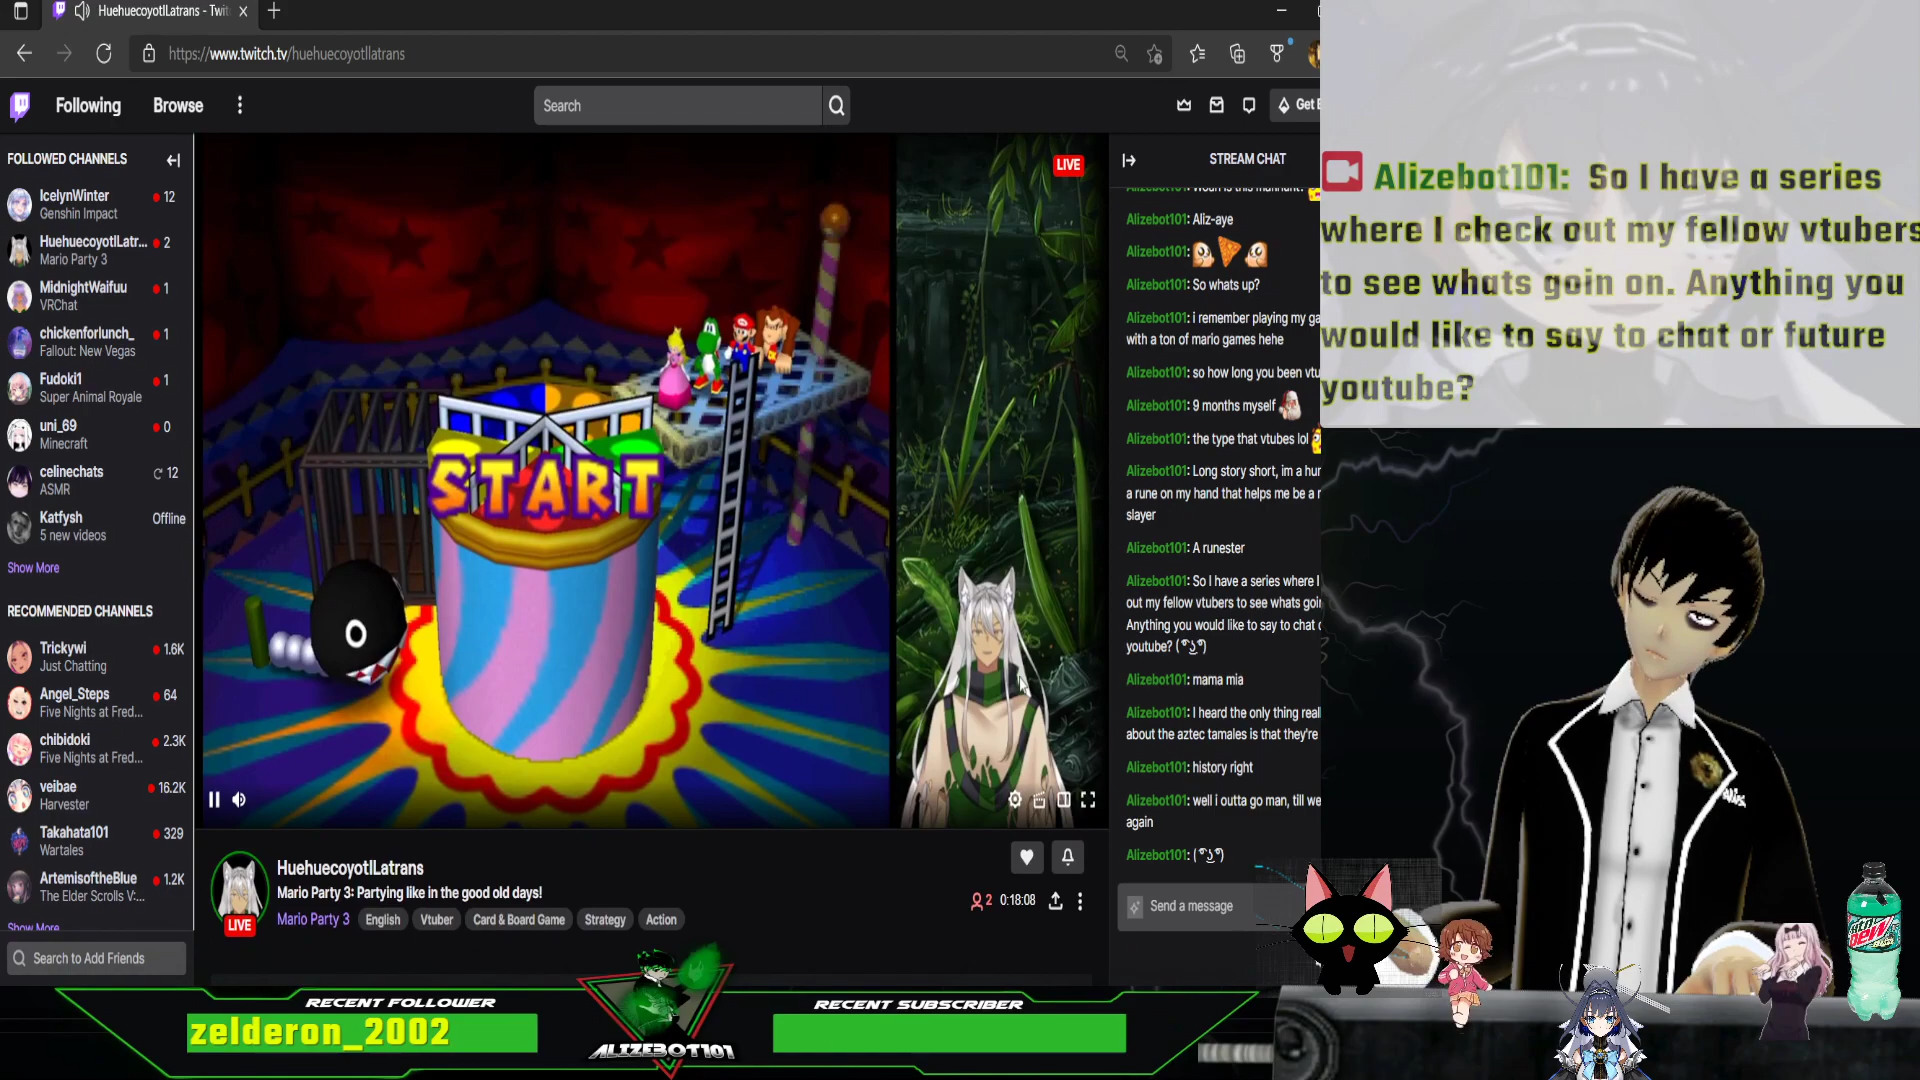 HuehuecoyotlLatrans - Twit
https://www.twitch.tv/huehuecoyotllatrans
Following
Browse
Search
Get
FOLLOWED CHANNELS
IcelynWinter
12
Genshin Impact
HuehuecoyotlLatr...
2
Mario Party 3
MidnightWaifuu
1
VRChat
chickenforlunch_
1
Fallout: New Vegas
Fudoki1
1
Super Animal Royale
uni_69
0
Minecraft
celinechats
12
ASMR
Katfysh
Offline
5 new videos
Show More
RECOMMENDED CHANNELS
Trickywi
1.6K
Just Chatting
Angel_Steps
64
Five Nights at Fred...
chibidoki
2.3K
Five Nights at Fred...
veibae
16.2K
Harvester
Takahata101
329
Wartales
ArtemisoftheBlue
1.2K
The Elder Scrolls V:...
Show More
Search to Add Friends
LIVE
START
HuehuecoyotlLatrans
Mario Party 3: Partying like in the good old days!
Mario Party 3
English
Vtuber
Card & Board Game
Strategy
Action
LIVE
2
0:18:08
STREAM CHAT
Alizebot101: Aliz-aye
Alizebot101:
Alizebot101: So whats up?
Alizebot101: i remember playing my ga
with a ton of mario games hehe
Alizebot101: so how long you been vtu
Alizebot101: 9 months myself
Alizebot101: the type that vtubes lol
Alizebot101: Long story short, im a hu
a rune on my hand that helps me be a
slayer
Alizebot101: A runester
Alizebot101: So I have a series where I
out my fellow vtubers to see whats goi
Anything you would like to say to chat
youtube? ( ͡° ͜ʖ ͡°)
Alizebot101: mama mia
Alizebot101: I heard the only thing real
about the aztec tamales is that they're
Alizebot101: history right
Alizebot101: well i outta go man, till we
again
Alizebot101: ( ͡° ͜ʖ ͡°)
Send a message
Alizebot101: So I have a series
where I check out my fellow vtubers
to see whats goin on. Anything you
would like to say to chat or future
youtube?
RECENT FOLLOWER
zelderon_2002
ALIZEBOT101
RECENT SUBSCRIBER
Mtn
Dew